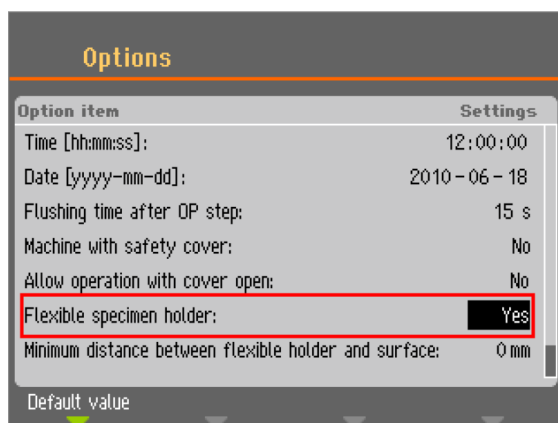 Options
Option item Settings
Time [hh:mm:ss]: 12:00:00
Date [yyyy-mm-dd]: 2010-06-18
Flushing time after OP step: 15 s
Machine with safety cover: No
Allow operation with cover open: No
Flexible specimen holder: Yes
Minimum distance between flexible holder and surface: 0 mm
Default value